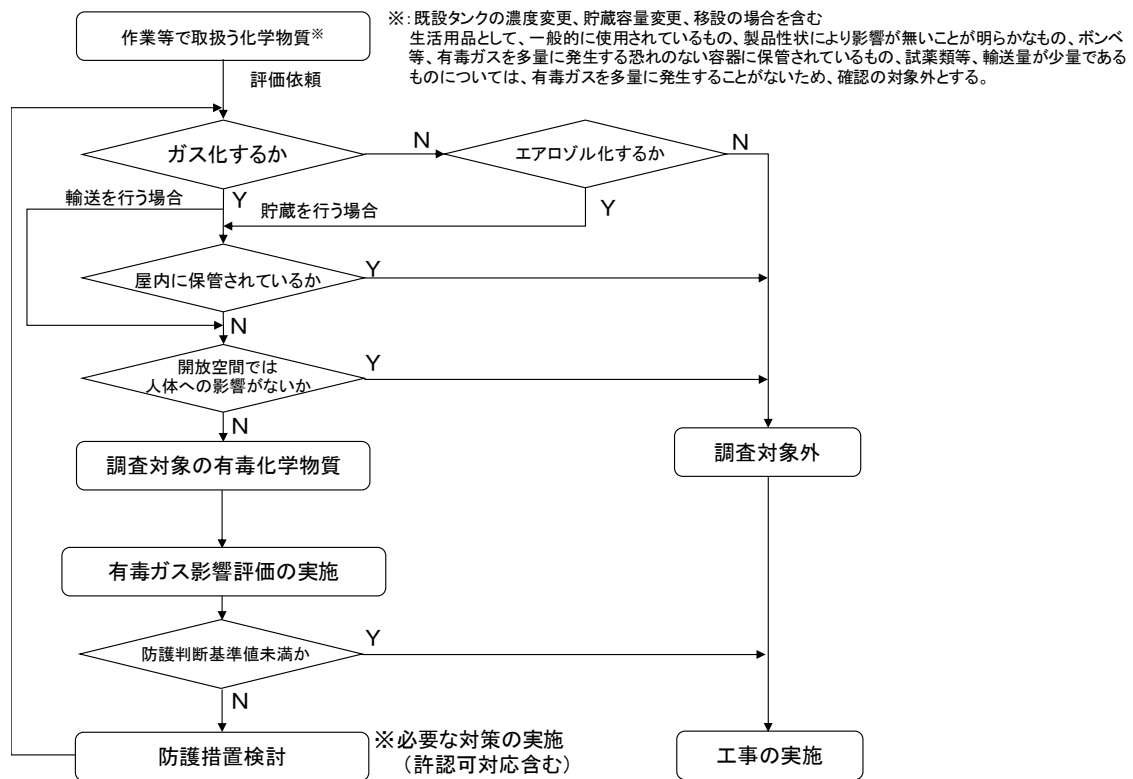 作業等で取扱う化学物質※
※：既設タンクの濃度変更、貯蔵容量変更、移設の場合を含む
生活用品として、一般的に使用されているもの、製品性状により影響が無いことが明らかなもの、ボンベ
等、有毒ガスを多量に発生する恐れのない容器に保管されているもの、試薬類等、輸送量が少量である
ものについては、有毒ガスを多量に発生することがないため、確認の対象外とする。
評価依頼
ガス化するか
N
エアロゾル化するか
N
輸送を行う場合
Y
貯蔵を行う場合
Y
屋内に保管されているか
Y
N
開放空間では
人体への影響がないか
Y
N
調査対象の有毒化学物質
調査対象外
有毒ガス影響評価の実施
防護判断基準値未満か
Y
N
防護措置検討
※必要な対策の実施
（許認可対応含む）
工事の実施